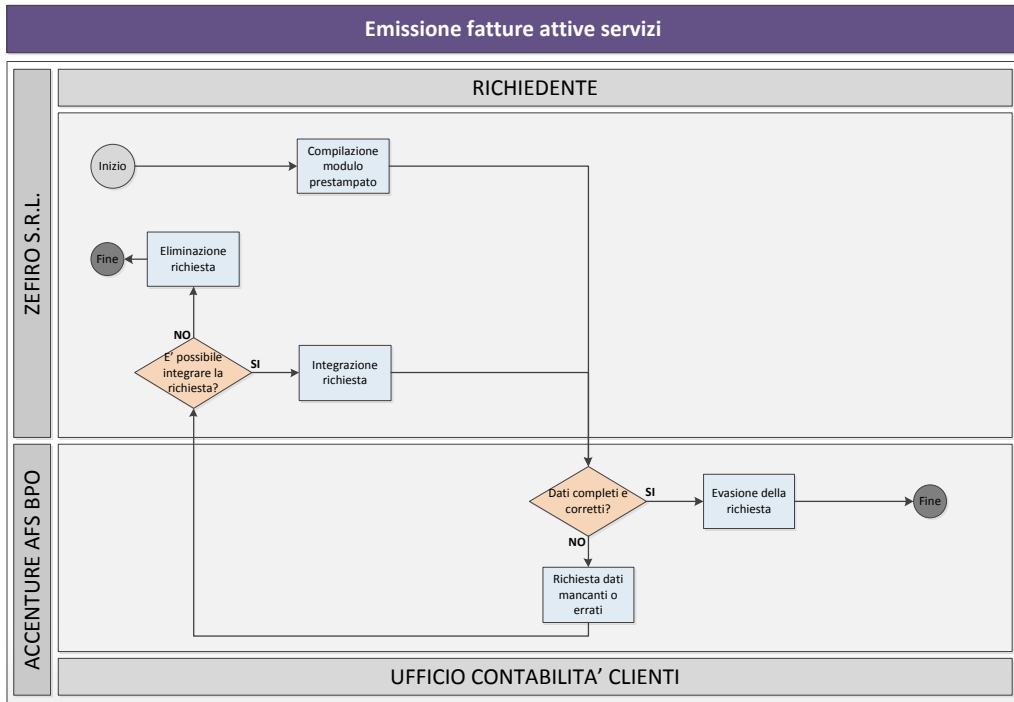 Emissione fatture attive servizi
RICHIEDENTE
ZEFIRO S.R.L.
Inizio
Compilazione
modulo
prestampato
Fine
Eliminazione
richiesta
NO
E' possibile
integrare la
richiesta?
SI
Integrazione
richiesta
ACCENTURE AFS BPO
Dati completi e
corretti?
SI
Evasione della
richiesta
Fine
NO
Richiesta dati
mancanti o
errati
UFFICIO CONTABILITA' CLIENTI